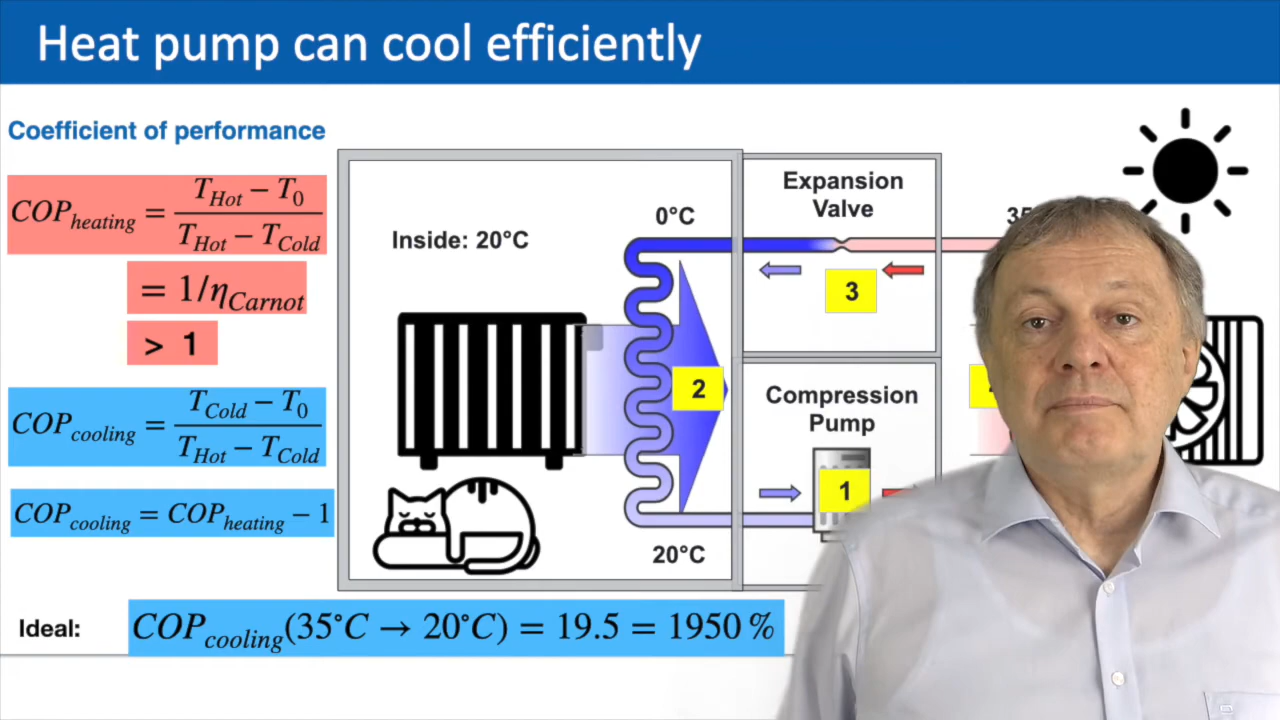 Heat pump can cool efficiently
Coefficient of performance
COP_heating = (T_Hot − T_0) / (T_Hot − T_Cold)
= 1/η_Carnot
> 1
COP_cooling = (T_Cold − T_0) / (T_Hot − T_Cold)
COP_cooling = COP_heating − 1
Inside: 20°C
0°C
2
20°C
Expansion
Valve
3
Compression
Pump
1
Ideal:
COP_cooling(35°C → 20°C) = 19.5 = 1950 %